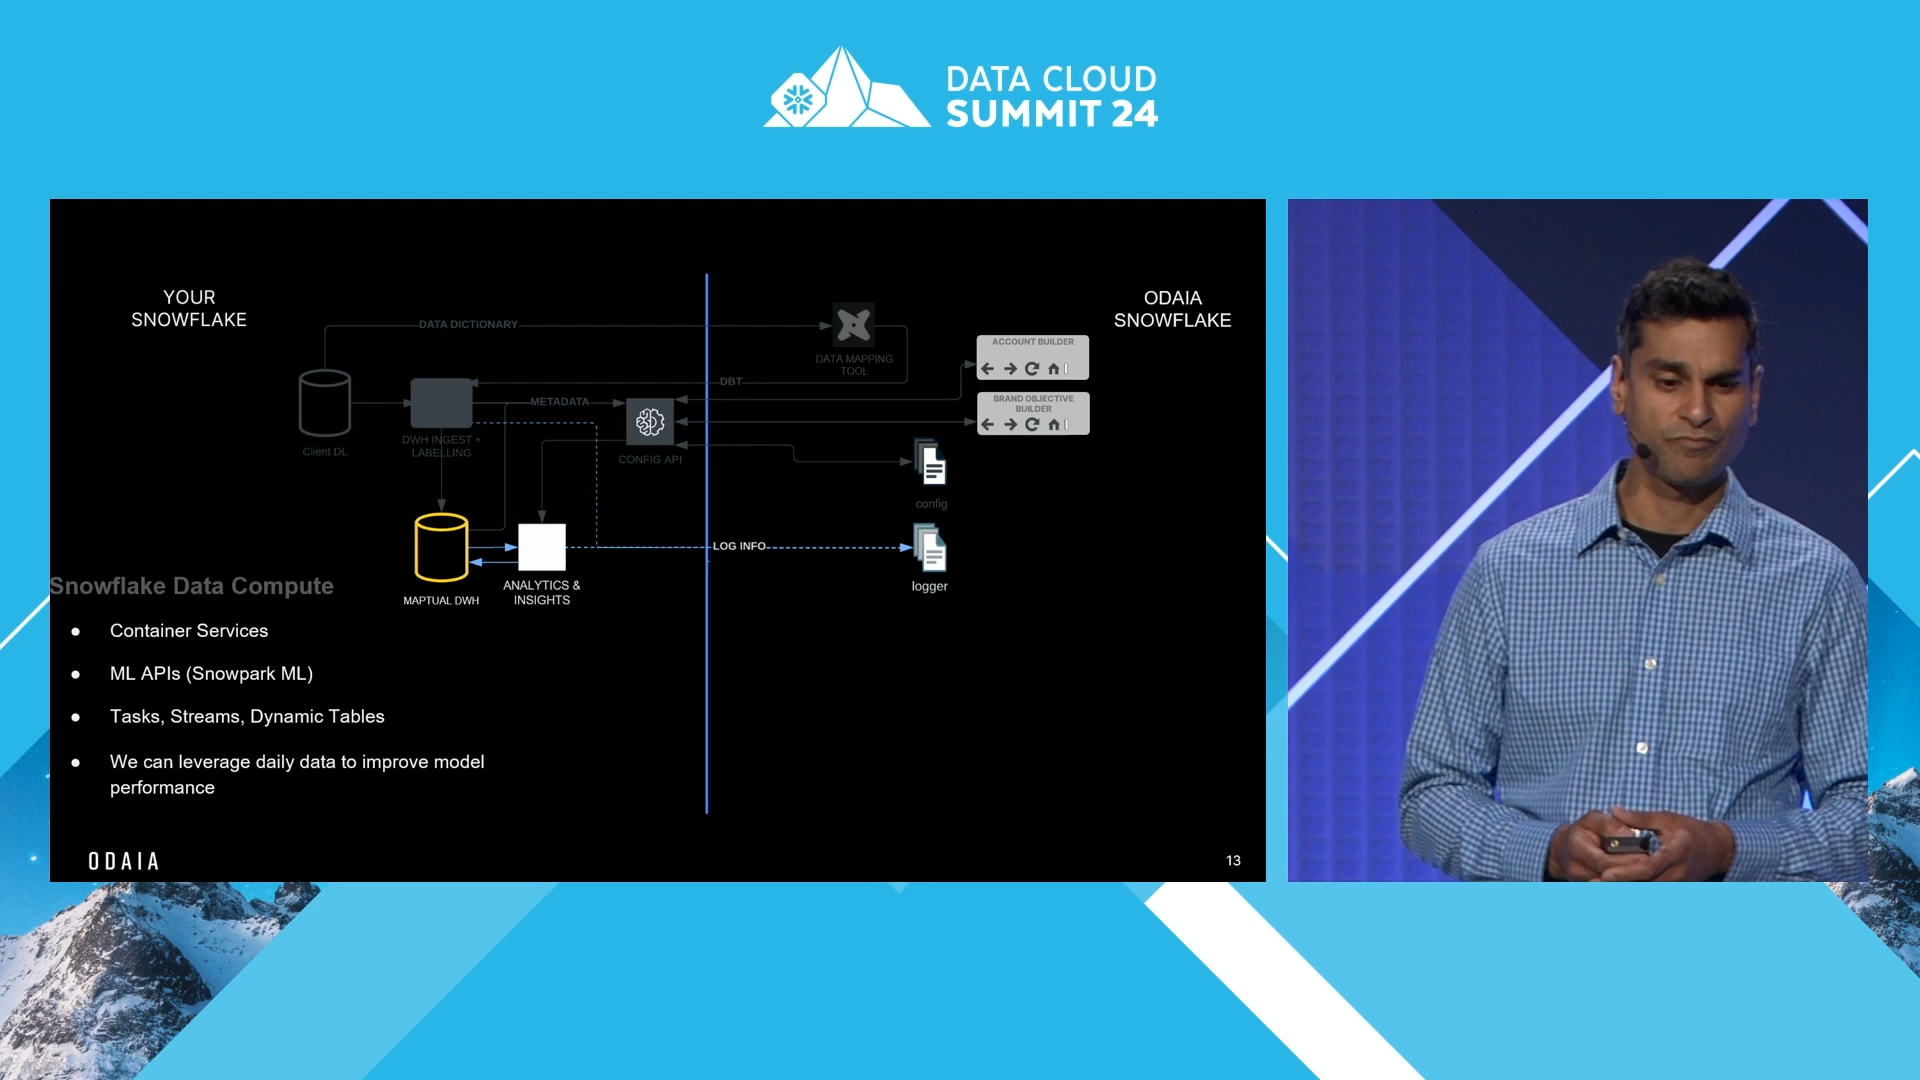 DATA CLOUD
SUMMIT 24
YOUR
SNOWFLAKE
ODAIA
SNOWFLAKE
DATA DICTIONARY
DATA MAPPING
TOOL
ACCOUNT BUILDER
DBT
METADATA
BRAND OBJECTIVE
BUILDER
Client DL
DWH INGEST +
LABELLING
CONFIG API
config
LOG INFO
logger
MAPTUAL DWH
ANALYTICS &
INSIGHTS
Snowflake Data Compute
● Container Services
● ML APIs (Snowpark ML)
● Tasks, Streams, Dynamic Tables
● We can leverage daily data to improve model
performance
ODAIA
13